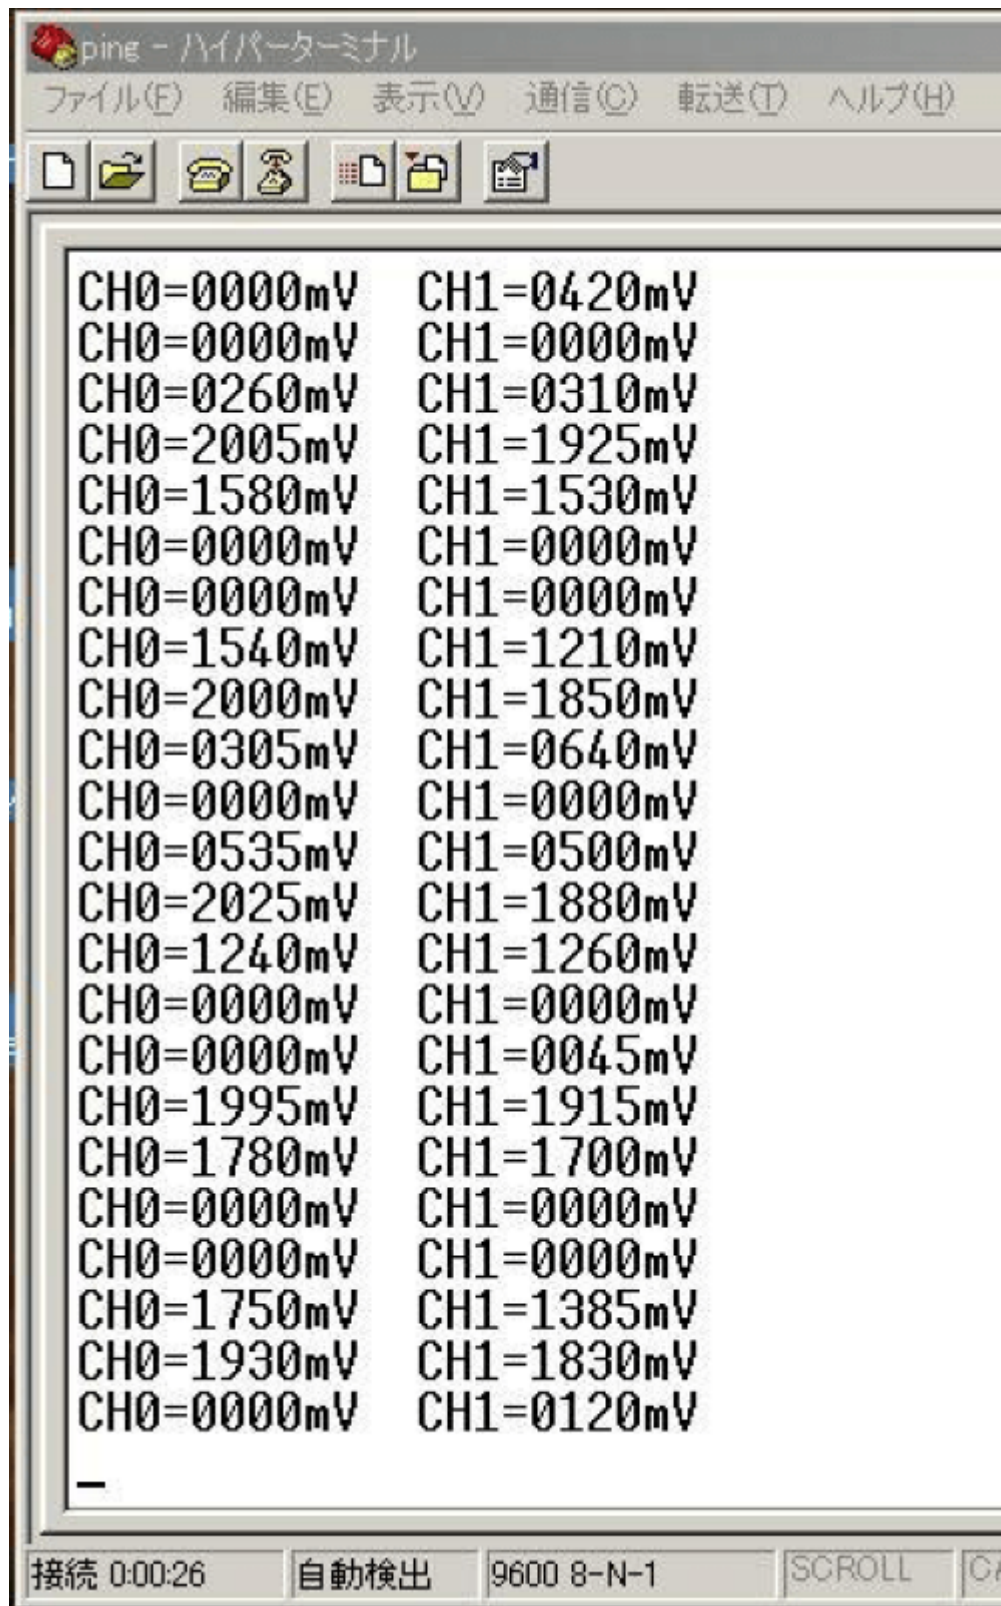 ping - ハイパーターミナル
ファイル(F) 編集(E) 表示(V) 通信(C) 転送(T) ヘルプ(H)
CH0=0000mV CH1=0420mV
CH0=0000mV CH1=0000mV
CH0=0260mV CH1=0310mV
CH0=2005mV CH1=1925mV
CH0=1580mV CH1=1530mV
CH0=0000mV CH1=0000mV
CH0=0000mV CH1=0000mV
CH0=1540mV CH1=1210mV
CH0=2000mV CH1=1850mV
CH0=0305mV CH1=0640mV
CH0=0000mV CH1=0000mV
CH0=0535mV CH1=0500mV
CH0=2025mV CH1=1880mV
CH0=1240mV CH1=1260mV
CH0=0000mV CH1=0000mV
CH0=0000mV CH1=0045mV
CH0=1995mV CH1=1915mV
CH0=1780mV CH1=1700mV
CH0=0000mV CH1=0000mV
CH0=0000mV CH1=0000mV
CH0=1750mV CH1=1385mV
CH0=1930mV CH1=1830mV
CH0=0000mV CH1=0120mV
_
接続 0:00:26 自動検出 9600 8-N-1 SCROLL